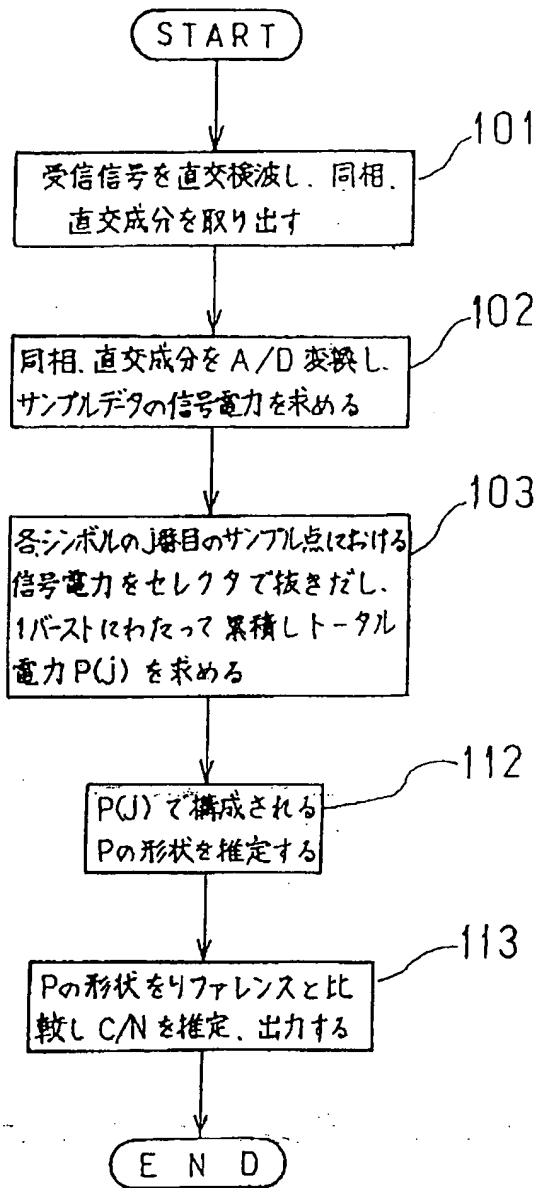 START
101
受信信号を直交検波し、同相、
直交成分を取り出す
102
同相、直交成分をA/D変換し、
サンプルデータの信号電力を求める
103
各シンボルのj番目のサンプル点における
信号電力をセレクタで抜きだし、
1バーストにわたって累積しトータル
電力P(j)を求める
112
P(j)で構成される
Pの形状を推定する
113
Pの形状をリファレンスと比
較しC/Nを推定、出力する
END